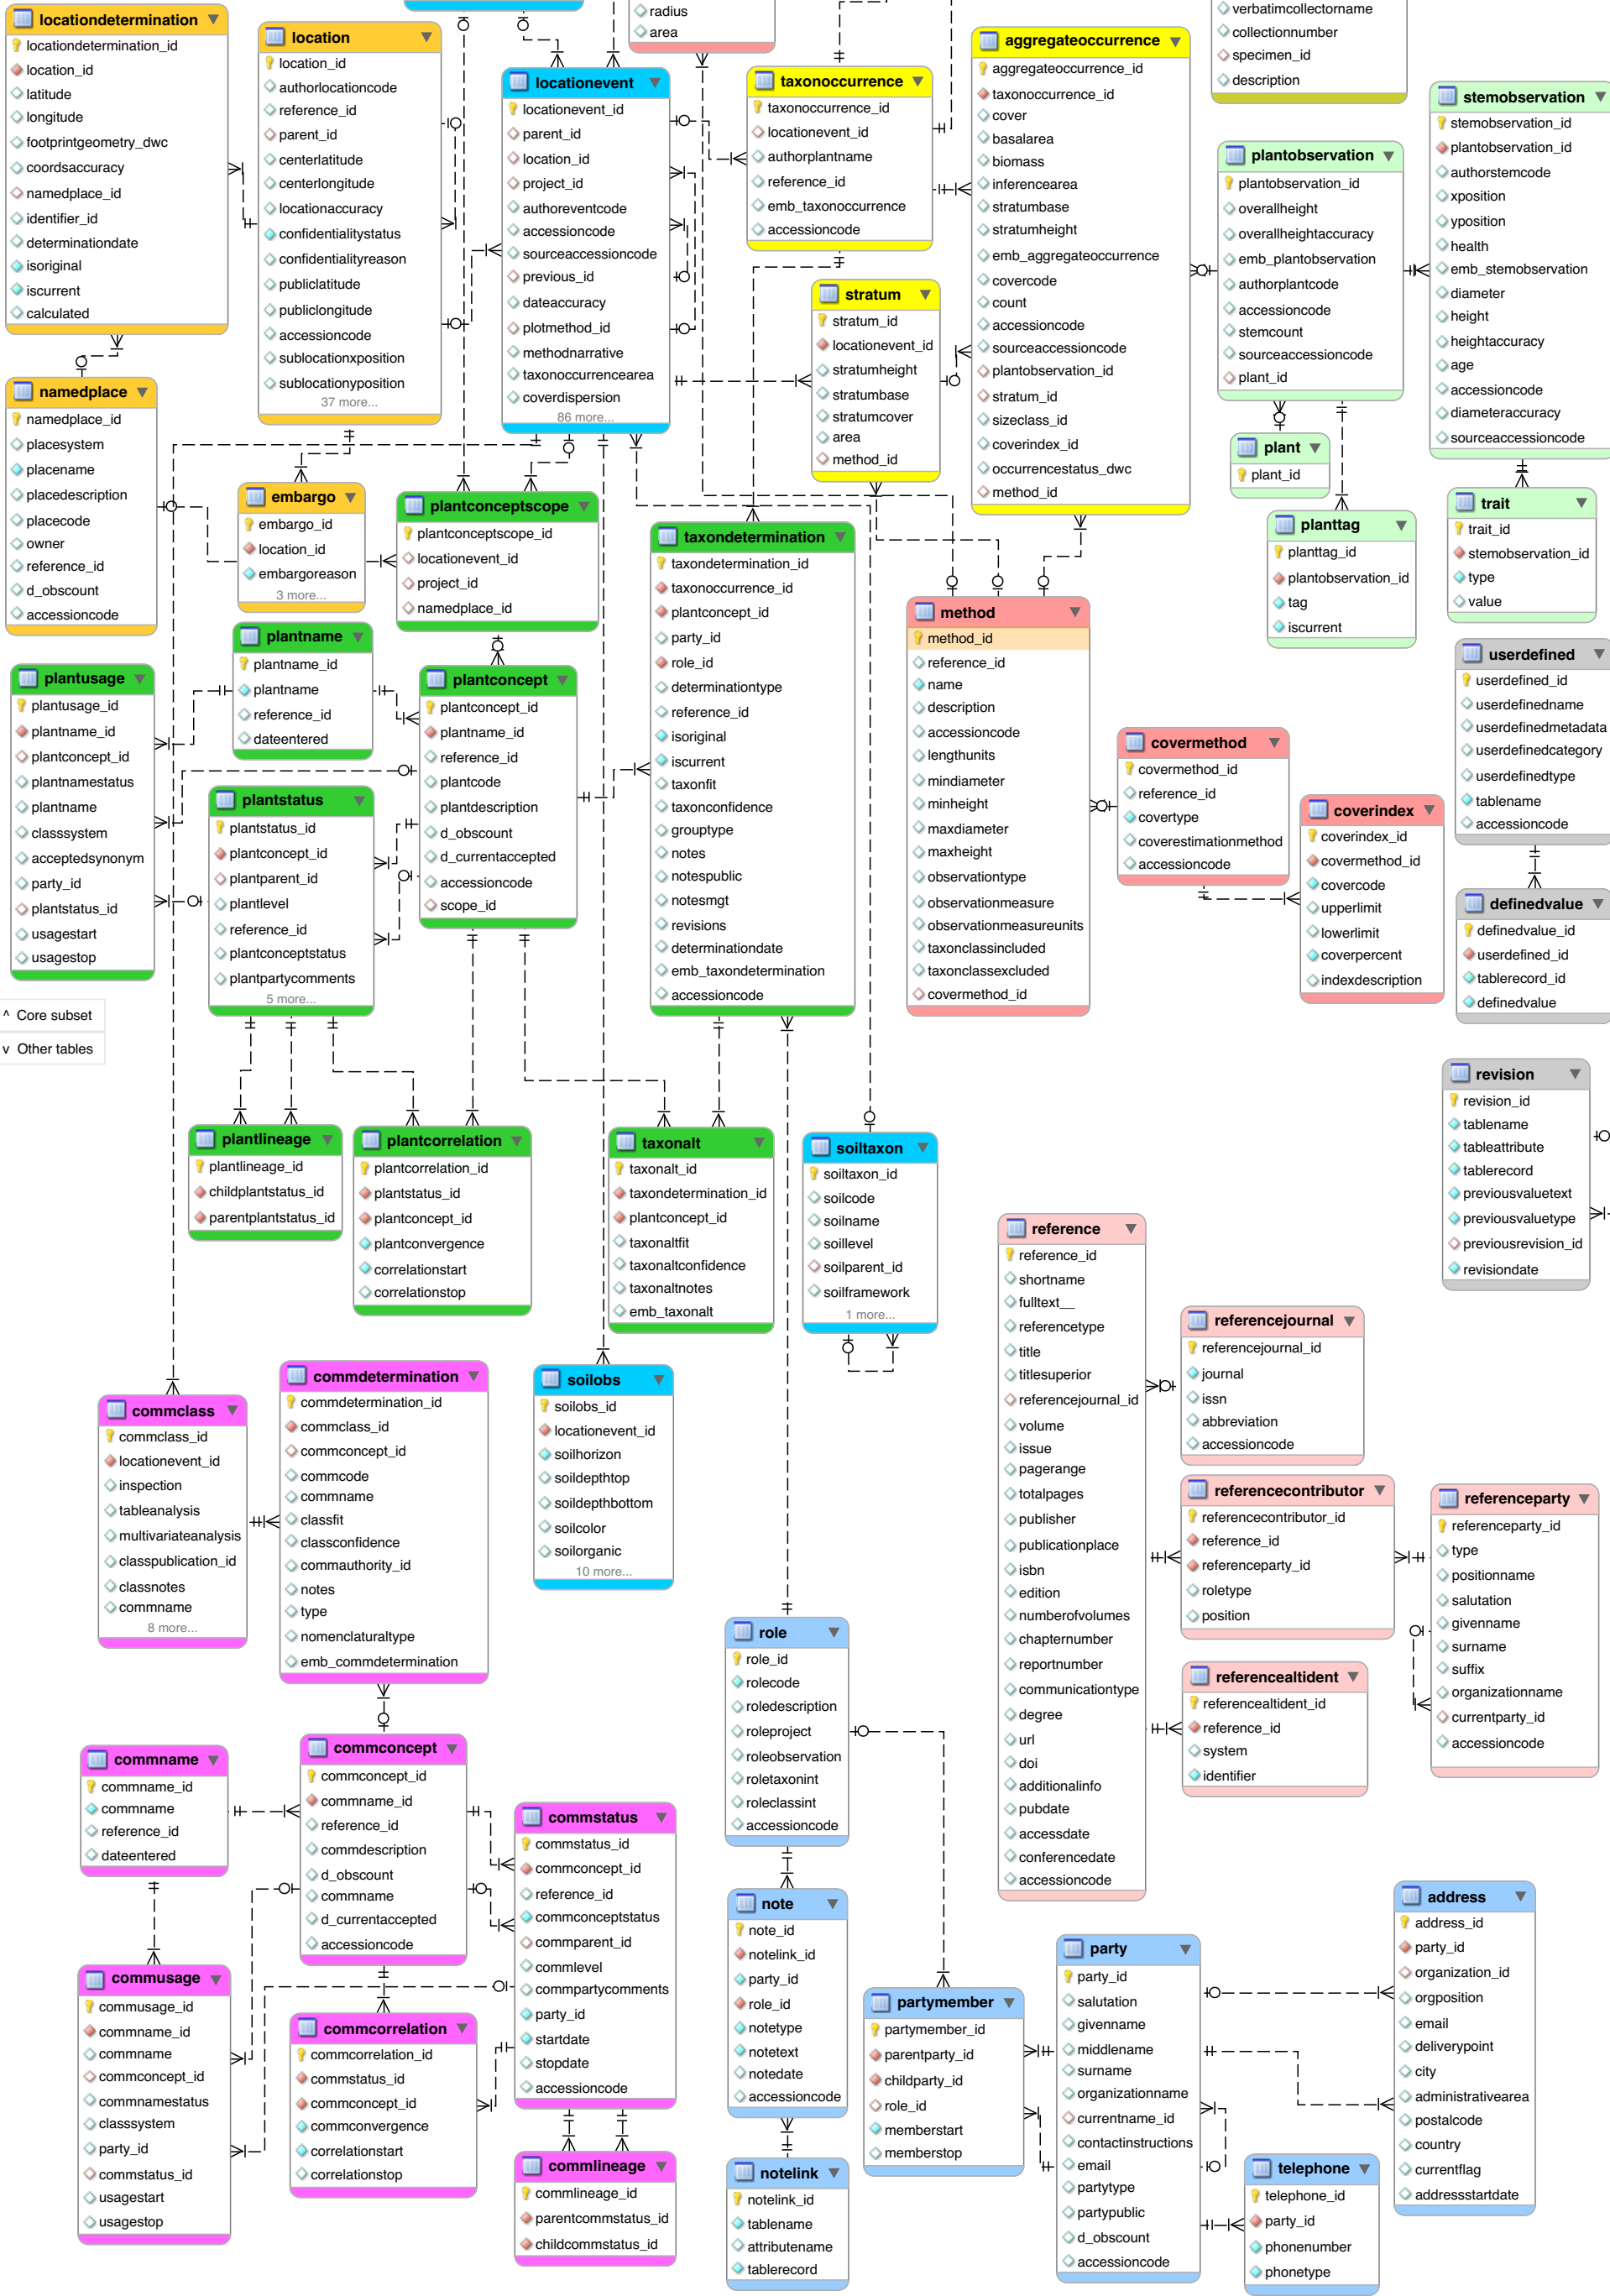 radius
area
verbatimcollectorname
collectionnumber
specimen_id
description
locationdetermination
locationdetermination_id
location_id
latitude
longitude
footprintgeometry_dwc
coordsaccuracy
namedplace_id
identifier_id
determinationdate
isoriginal
iscurrent
calculated
location
location_id
authorlocationcode
reference_id
parent_id
centerlatitude
centerlongitude
locationaccuracy
confidentialitystatus
confidentialityreason
publiclatitude
publiclongitude
accessioncode
sublocationxposition
sublocationyposition
37 more...
locationevent
locationevent_id
parent_id
location_id
project_id
authoreventcode
accessioncode
sourceaccessioncode
previous_id
dateaccuracy
plotmethod_id
methodnarrative
taxonoccurrencearea
coverdispersion
86 more...
taxonoccurrence
taxonoccurrence_id
locationevent_id
authorplantname
reference_id
emb_taxonoccurrence
accessioncode
aggregateoccurrence
aggregateoccurrence_id
taxonoccurrence_id
cover
basalarea
biomass
inferencearea
stratumbase
stratumheight
emb_aggregateoccurrence
covercode
count
accessioncode
sourceaccessioncode
plantobservation_id
stratum_id
sizeclass_id
coverindex_id
occurrencestatus_dwc
method_id
plantobservation
plantobservation_id
overallheight
overallheightaccuracy
emb_plantobservation
authorplantcode
accessioncode
stemcount
sourceaccessioncode
plant_id
stemobservation
stemobservation_id
plantobservation_id
authorstemcode
xposition
yposition
health
emb_stemobservation
diameter
height
heightaccuracy
age
accessioncode
diameteraccuracy
sourceaccessioncode
stratum
stratum_id
locationevent_id
stratumheight
stratumbase
stratumcover
area
method_id
namedplace
namedplace_id
placesystem
placename
placedescription
placecode
owner
reference_id
d_obscount
accessioncode
embargo
embargo_id
location_id
embargoreason
3 more...
plantconceptscope
plantconceptscope_id
locationevent_id
project_id
namedplace_id
plant
plant_id
planttag
planttag_id
plantobservation_id
tag
iscurrent
trait
trait_id
stemobservation_id
type
value
taxondetermination
taxondetermination_id
taxonoccurrence_id
plantconcept_id
party_id
role_id
determinationtype
reference_id
isoriginal
iscurrent
taxonfit
taxonconfidence
grouptype
notes
notespublic
notesmgt
revisions
determinationdate
emb_taxondetermination
accessioncode
method
method_id
reference_id
name
description
accessioncode
lengthunits
mindiameter
minheight
maxdiameter
maxheight
observationtype
observationmeasure
observationmeasureunits
taxonclassincluded
taxonclassexcluded
covermethod_id
plantname
plantname_id
plantname
reference_id
dateentered
plantusage
plantusage_id
plantname_id
plantconcept_id
plantnamestatus
plantname
classsystem
acceptedsynonym
party_id
plantstatus_id
usagestart
usagestop
plantconcept
plantconcept_id
plantname_id
reference_id
plantcode
plantdescription
d_obscount
d_currentaccepted
accessioncode
scope_id
plantstatus
plantstatus_id
plantconcept_id
plantparent_id
plantlevel
reference_id
plantconceptstatus
plantpartycomments
5 more...
covermethod
covermethod_id
reference_id
covertype
coverestimationmethod
accessioncode
coverindex
coverindex_id
covermethod_id
covercode
upperlimit
lowerlimit
coverpercent
indexdescription
userdefined
userdefined_id
userdefinedname
userdefinedmetadata
userdefinedcategory
userdefinedtype
tablename
accessioncode
definedvalue
definedvalue_id
userdefined_id
tablerecord_id
definedvalue
^ Core subset
v Other tables
revision
revision_id
tablename
tableattribute
tablerecord
previousvaluetext
previousvaluetype
previousrevision_id
revisiondate
plantlineage
plantlineage_id
childplantstatus_id
parentplantstatus_id
plantcorrelation
plantcorrelation_id
plantstatus_id
plantconcept_id
plantconvergence
correlationstart
correlationstop
taxonalt
taxonalt_id
taxondetermination_id
plantconcept_id
taxonaltfit
taxonaltconfidence
taxonaltnotes
emb_taxonalt
soiltaxon
soiltaxon_id
soilcode
soilname
soillevel
soilparent_id
soilframework
1 more...
reference
reference_id
shortname
fulltext__
referencetype
title
titlesuperior
referencejournal_id
volume
issue
pagerange
totalpages
publisher
publicationplace
isbn
edition
numberofvolumes
chapternumber
reportnumber
communicationtype
degree
url
doi
additionalinfo
pubdate
accessdate
conferencedate
accessioncode
referencejournal
referencejournal_id
journal
issn
abbreviation
accessioncode
referencecontributor
referencecontributor_id
reference_id
referenceparty_id
roletype
position
referenceparty
referenceparty_id
type
positionname
salutation
givenname
surname
suffix
organizationname
currentparty_id
accessioncode
referencealtident
referencealtident_id
reference_id
system
identifier
commclass
commclass_id
locationevent_id
inspection
tableanalysis
multivariateanalysis
classpublication_id
classnotes
commname
8 more...
commdetermination
commdetermination_id
commclass_id
commconcept_id
commcode
commname
classfit
classconfidence
commauthority_id
notes
type
nomenclaturaltype
emb_commdetermination
soilobs
soilobs_id
locationevent_id
soilhorizon
soildepthtop
soildepthbottom
soilcolor
soilorganic
10 more...
role
role_id
rolecode
roledescription
roleproject
roleobservation
roletaxonint
roleclassint
accessioncode
commname
commname_id
commname
reference_id
dateentered
commconcept
commconcept_id
commname_id
reference_id
commdescription
d_obscount
commname
d_currentaccepted
accessioncode
commstatus
commstatus_id
commconcept_id
reference_id
commconceptstatus
commparent_id
commlevel
commpartycomments
party_id
startdate
stopdate
accessioncode
note
note_id
notelink_id
party_id
role_id
notetype
notetext
notedate
accessioncode
commusage
commusage_id
commname_id
commname
commconcept_id
commnamestatus
classsystem
party_id
commstatus_id
usagestart
usagestop
commcorrelation
commcorrelation_id
commstatus_id
commconcept_id
commconvergence
correlationstart
correlationstop
commlineage
commlineage_id
parentcommstatus_id
childcommstatus_id
notelink
notelink_id
tablename
attributename
tablerecord
partymember
partymember_id
parentparty_id
childparty_id
role_id
memberstart
memberstop
party
party_id
salutation
givenname
middlename
surname
organizationname
currentname_id
contactinstructions
email
partytype
partypublic
d_obscount
accessioncode
address
address_id
party_id
organization_id
orgposition
email
deliverypoint
city
administrativearea
postalcode
country
currentflag
addressstartdate
telephone
telephone_id
party_id
phonenumber
phonetype